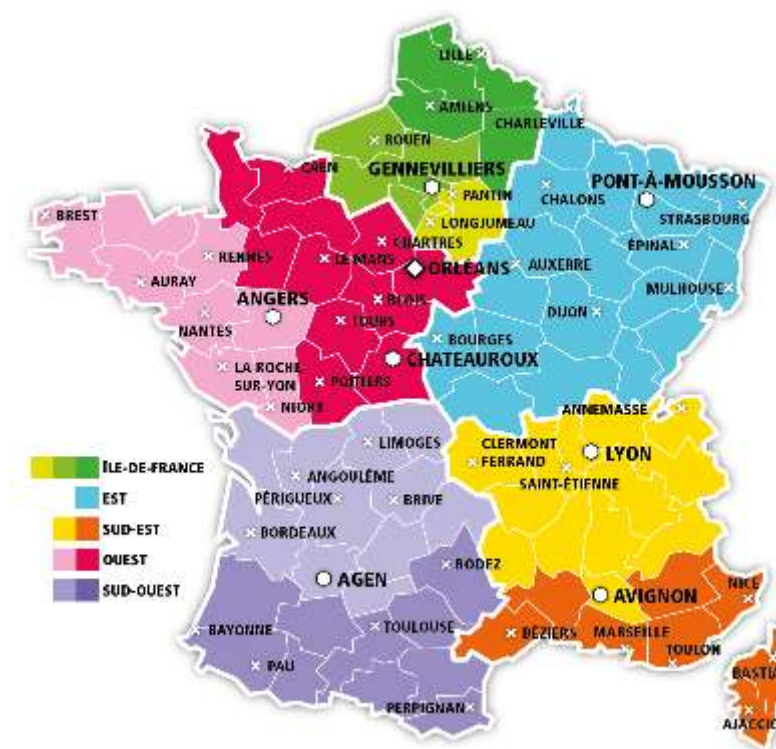 LILLE
AMIENS
CHARLEVILLE
ROUEN
CAEN
GENNEVILLIERS
PANTIN
PONT-À-MOUSSON
CHALONS
STRASBOURG
LONGJUMEAU
BREST
CHARTRES
ÉPINAL
RENNES
LE MANS
ORLÉANS
AUXERRE
AURAY
MULHOUSE
ANGERS
BLOIS
DIJON
NANTES
TOURS
BOURGES
CHATEAUROUX
LA ROCHE
SUR-YON
POITIERS
NIORT
ANNEMASSE
LIMOGES
CLERMONT
FERRAND
LYON
SAINT-ÉTIENNE
ANGOULÊME
PÉRIGUEUX
BRIVE
BORDEAUX
RODEZ
AGEN
AVIGNON
NICE
BAYONNE
TOULOUSE
BÉZIERS
MARSEILLE
TOULON
PAU
PERPIGNAN
BASTIA
AJACCIO
ÎLE-DE-FRANCE
EST
SUD-EST
OUEST
SUD-OUEST